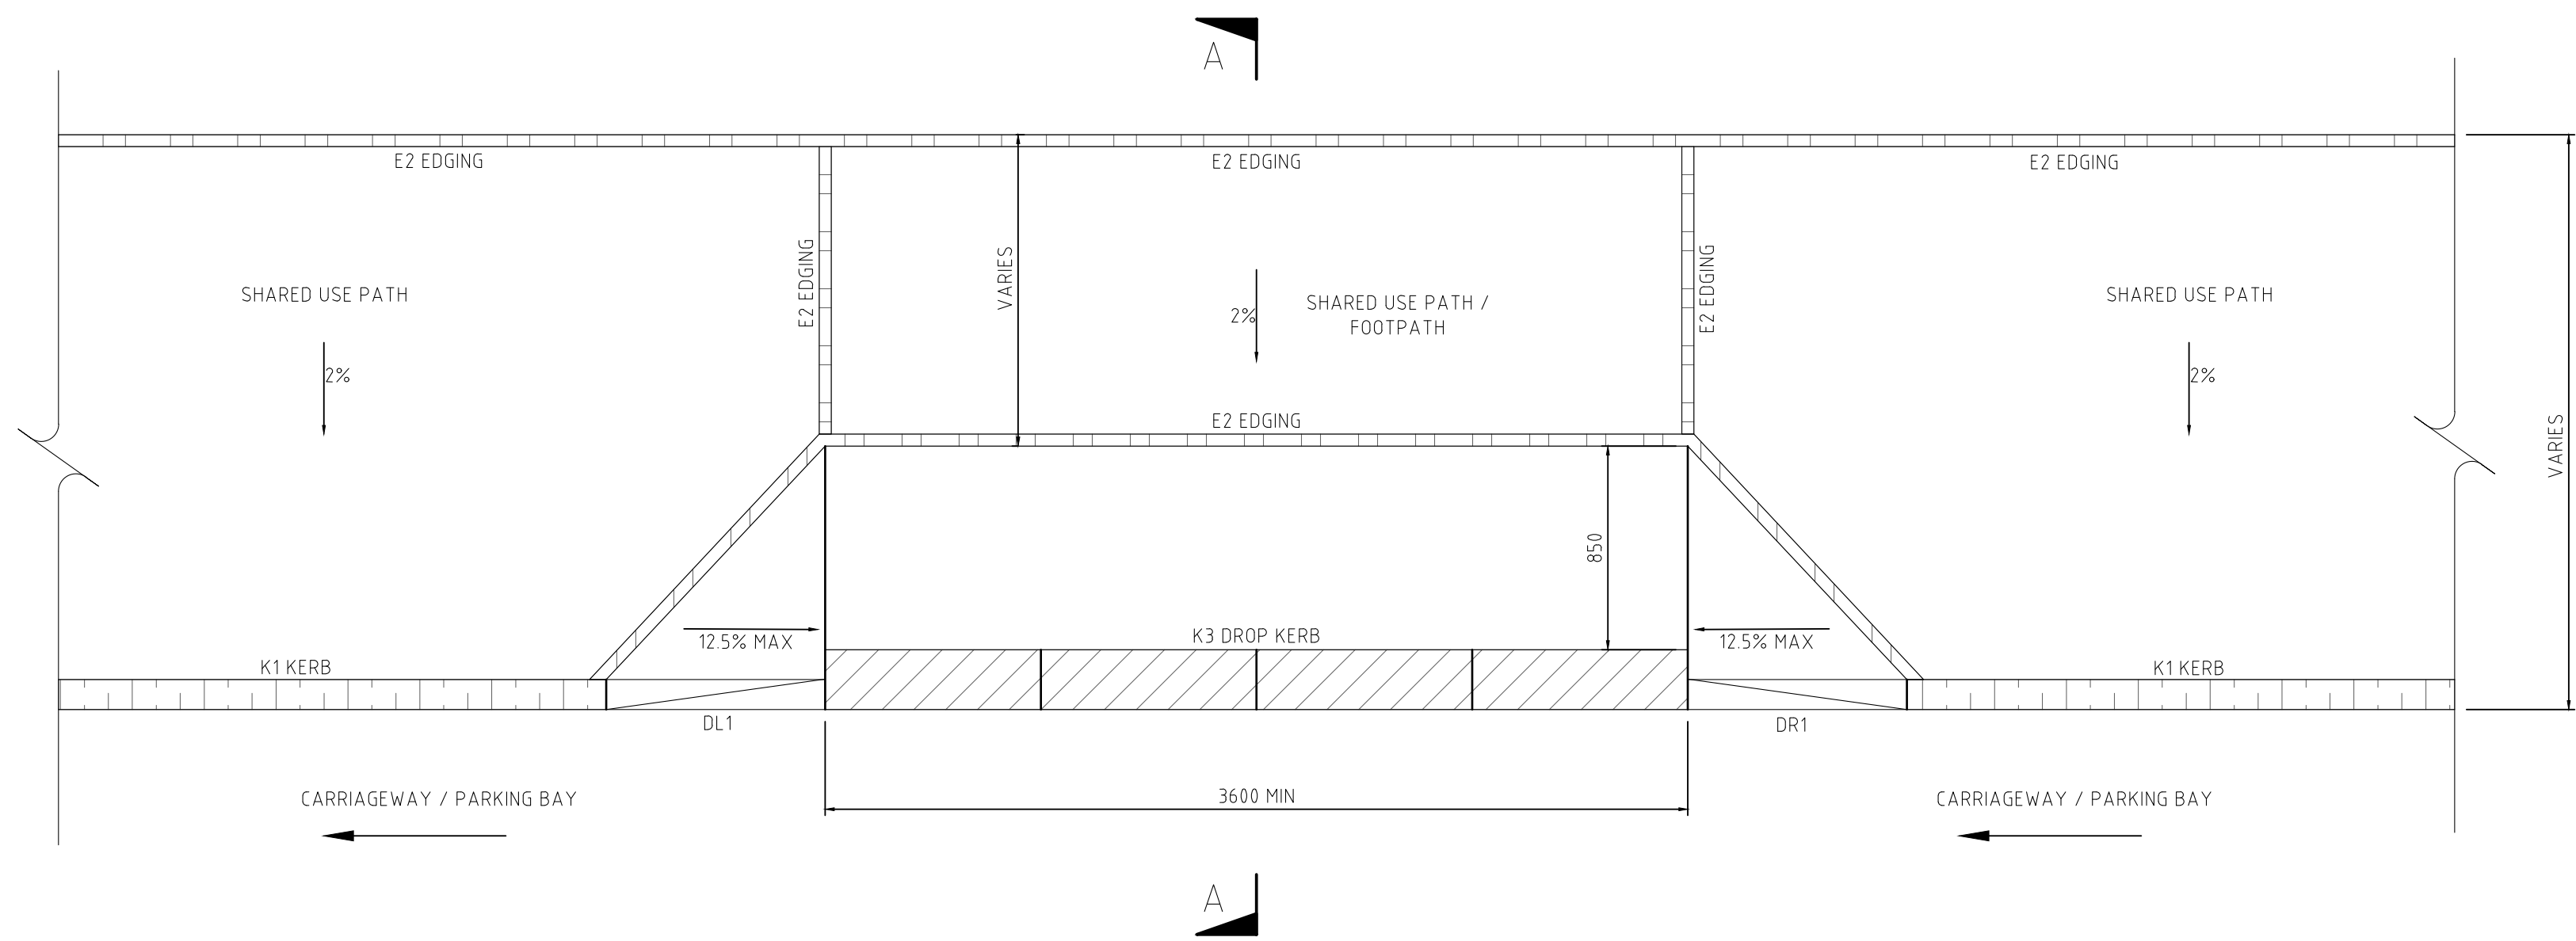 A
E2 EDGING
E2 EDGING
E2 EDGING
E2 EDGING
VARIES
E2 EDGING
SHARED USE PATH
2%
SHARED USE PATH /
FOOTPATH
SHARED USE PATH
2%
2%
E2 EDGING
VARIES
850
12.5% MAX
K3 DROP KERB
12.5% MAX
K1 KERB
K1 KERB
DL1
DR1
CARRIAGEWAY / PARKING BAY
3600 MIN
CARRIAGEWAY / PARKING BAY
A